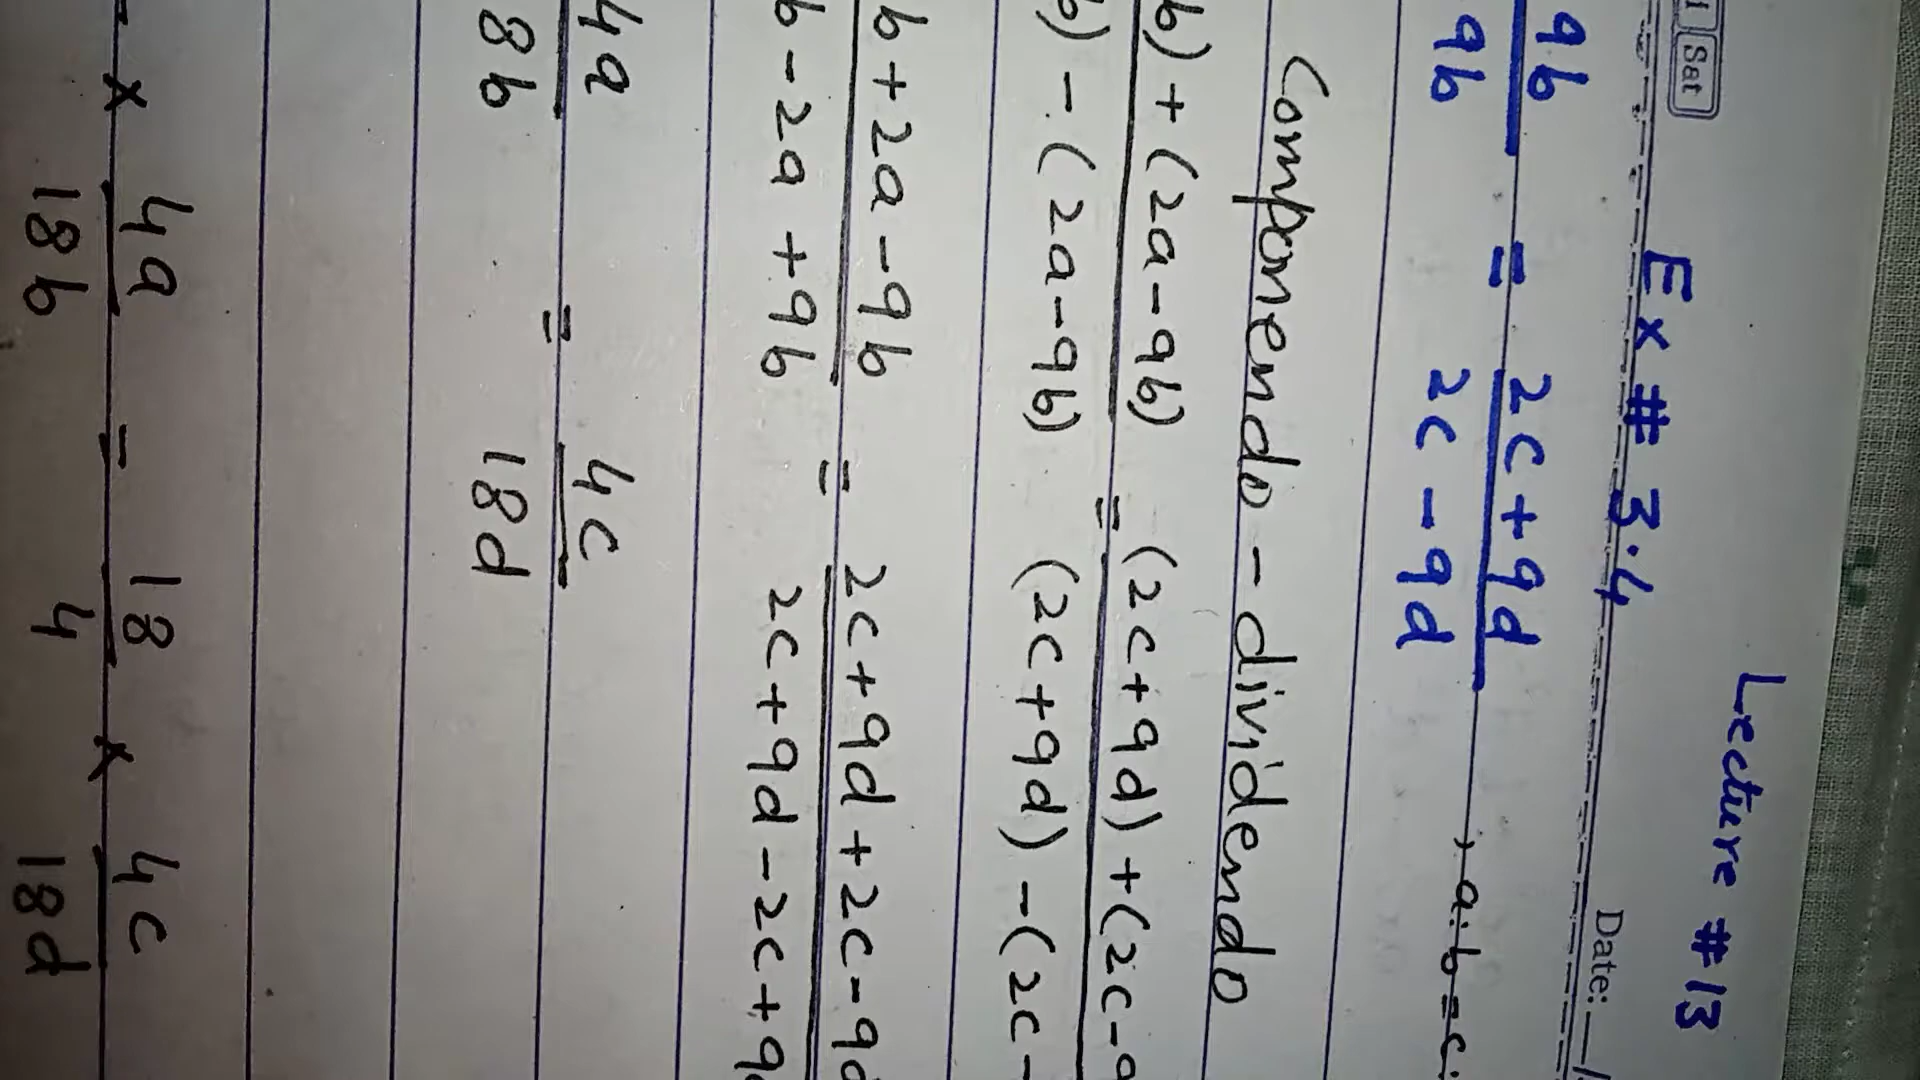 Lecture #13
Sat Date:
Ex # 3.4
9b = 2c+9d , a:b=c:
9b 2c-9d
Componendo-dividendo
b)+(2a-9b) = (2c+9d)+(2c-9
b)-(2a-9b) (2c+9d)-(2c-
b+2a-9b = 2c+9d+2c-9d
b-2a+9b 2c+9d-2c+9d
4a = 4c
8b 18d
× 4a = 18 × 4c
18b 4 18d